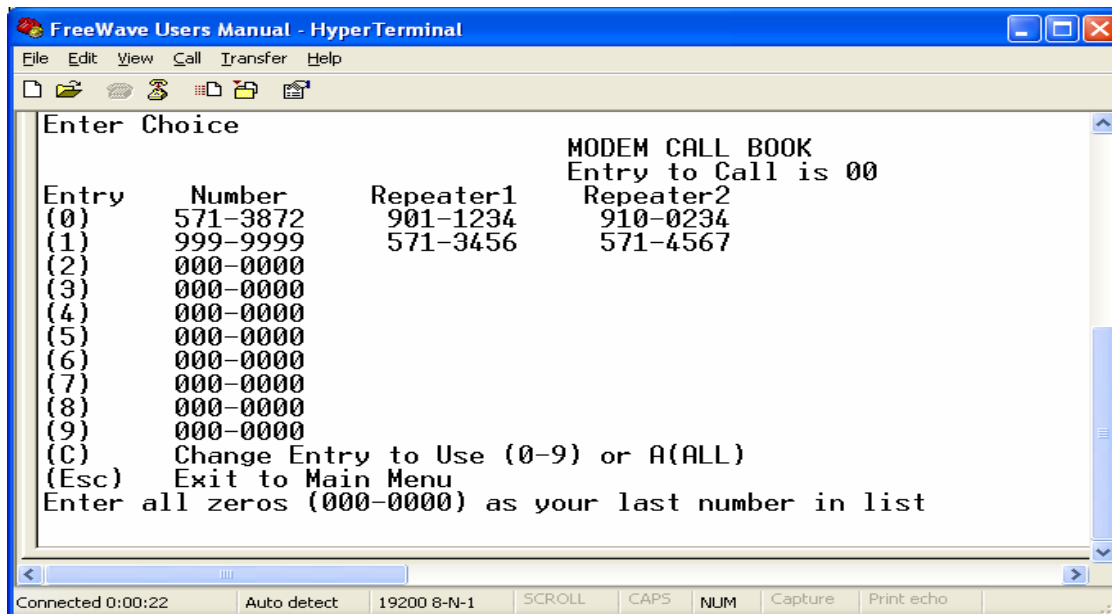 FreeWave Users Manual - HyperTerminal
File Edit View Call Transfer Help
Enter Choice
MODEM CALL BOOK
Entry to Call is 00
Entry Number Repeater1 Repeater2
(0) 571-3872 901-1234 910-0234
(1) 999-9999 571-3456 571-4567
(2) 000-0000
(3) 000-0000
(4) 000-0000
(5) 000-0000
(6) 000-0000
(7) 000-0000
(8) 000-0000
(9) 000-0000
(C) Change Entry to Use (0-9) or A(ALL)
(Esc) Exit to Main Menu
Enter all zeros (000-0000) as your last number in list
Connected 0:00:22 Auto detect 19200 8-N-1 SCROLL CAPS NUM Capture Print echo